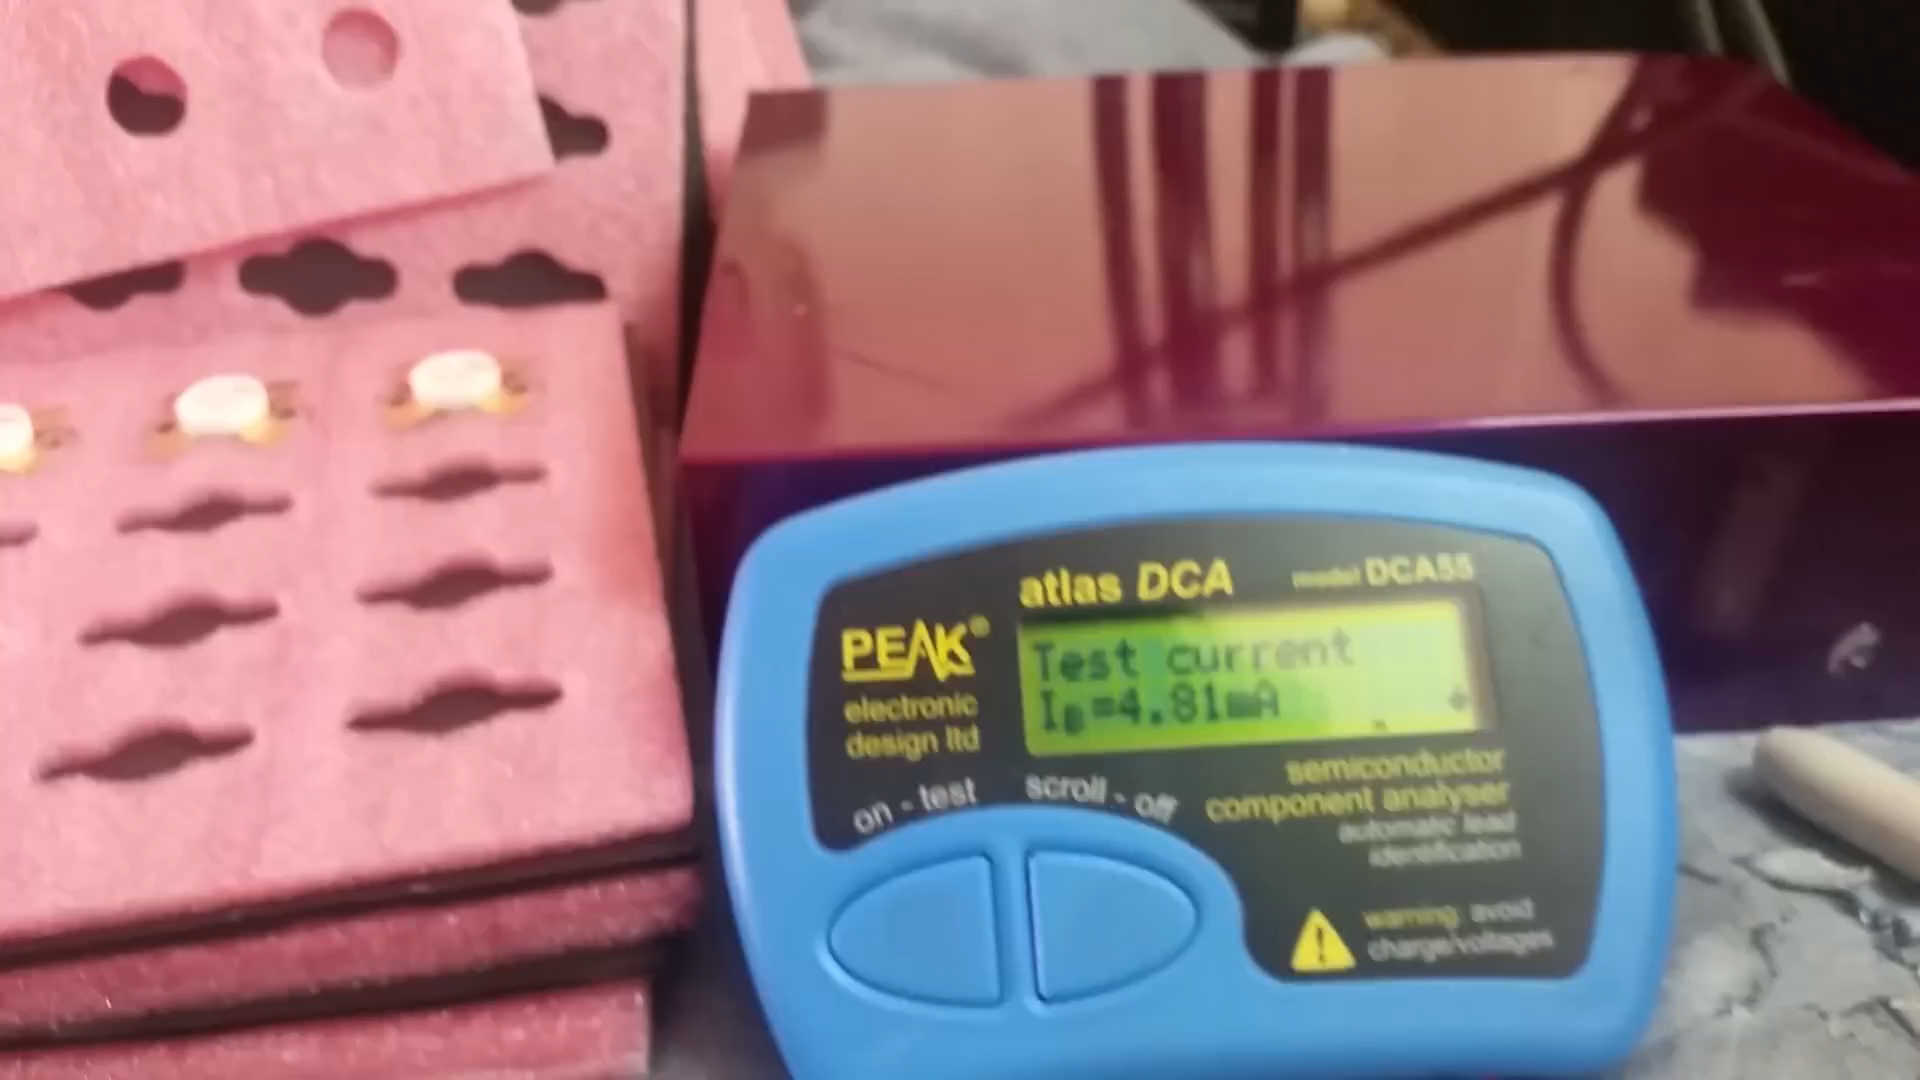 atlas DCA
model DCA55
PEAK®
electronic
design ltd
Test current
IB=4.81mA
on - test
scroll - off
semiconductor
component analyser
automatic lead
identification
warning: avoid
charge/voltages